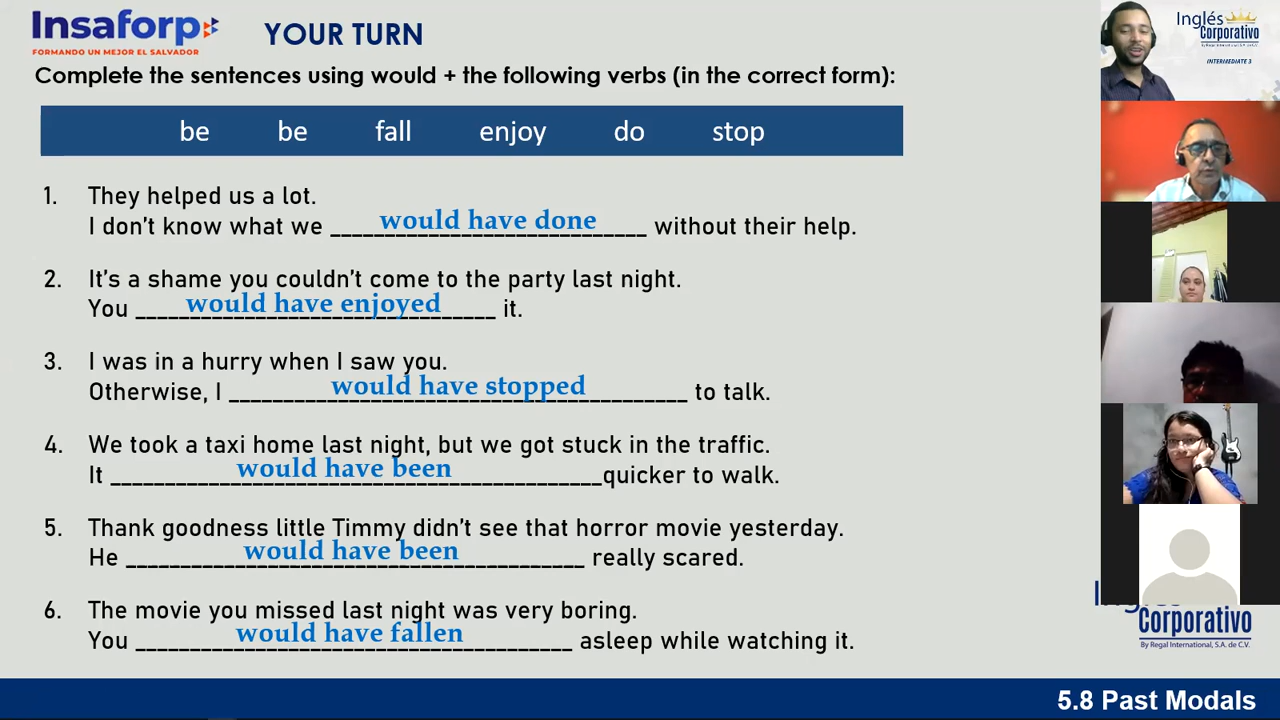 Insaforp
FORMANDO UN MEJOR EL SALVADOR
YOUR TURN
Complete the sentences using would + the following verbs (in the correct form):
be be fall enjoy do stop
1. They helped us a lot.
I don't know what we would have done without their help.
2. It's a shame you couldn't come to the party last night.
You would have enjoyed it.
3. I was in a hurry when I saw you.
Otherwise, I would have stopped to talk.
4. We took a taxi home last night, but we got stuck in the traffic.
It would have been quicker to walk.
5. Thank goodness little Timmy didn't see that horror movie yesterday.
He would have been really scared.
6. The movie you missed last night was very boring.
You would have fallen asleep while watching it.
Inglés
Corporativo
By Regal International, S.A. de C.V.
INTERMEDIATE 3
Corporativo
By Regal International, S.A. de C.V.
5.8 Past Modals